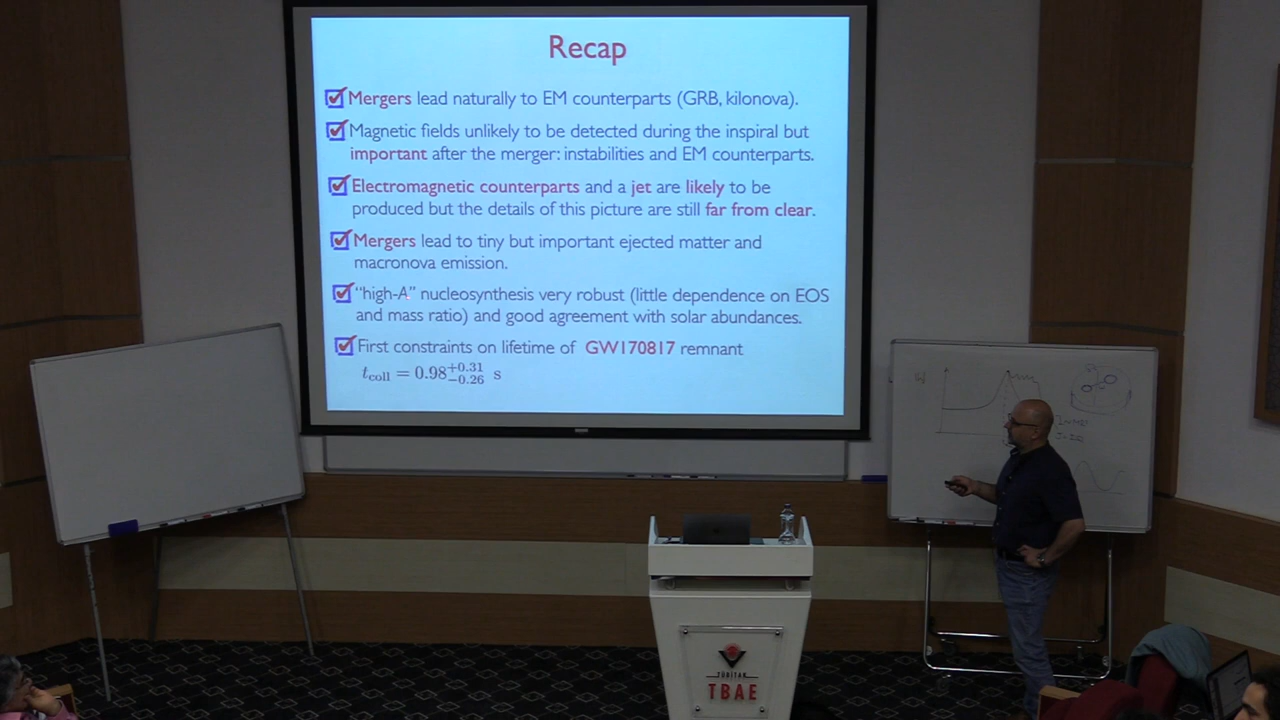 Recap
Mergers lead naturally to EM counterparts (GRB, kilonova).
Magnetic fields unlikely to be detected during the inspiral but
important after the merger: instabilities and EM counterparts.
Electromagnetic counterparts and a jet are likely to be
produced but the details of this picture are still far from clear.
Mergers lead to tiny but important ejected matter and
macronova emission.
“high-A” nucleosynthesis very robust (little dependence on EOS
and mass ratio) and good agreement with solar abundances.
First constraints on lifetime of GW170817 remnant
t_coll = 0.98^{+0.31}_{-0.26} s
TÜBİTAK
TBAE